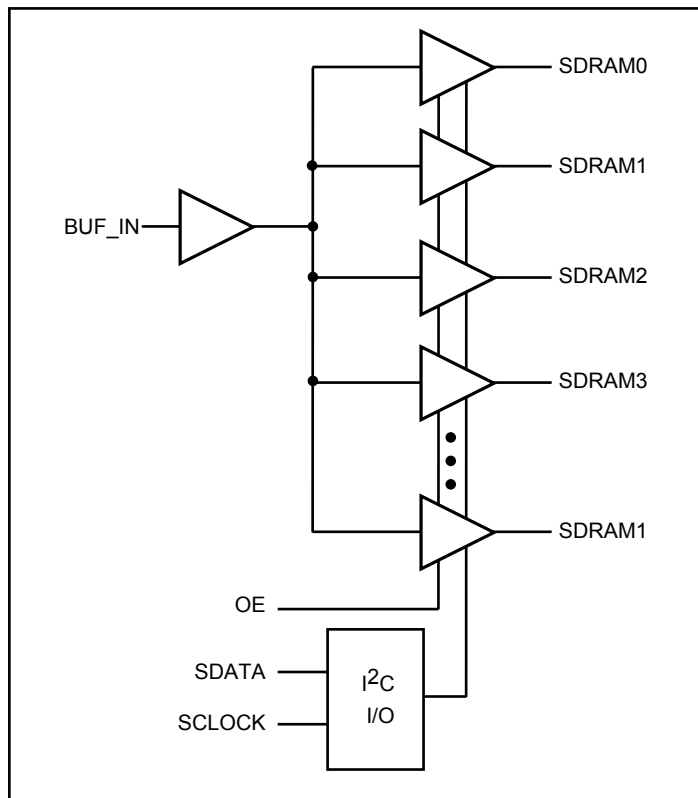 SDRAM0
SDRAM1
BUF_IN
SDRAM2
SDRAM3
SDRAM1
OE
SDATA
SCLOCK
I2C
I/O